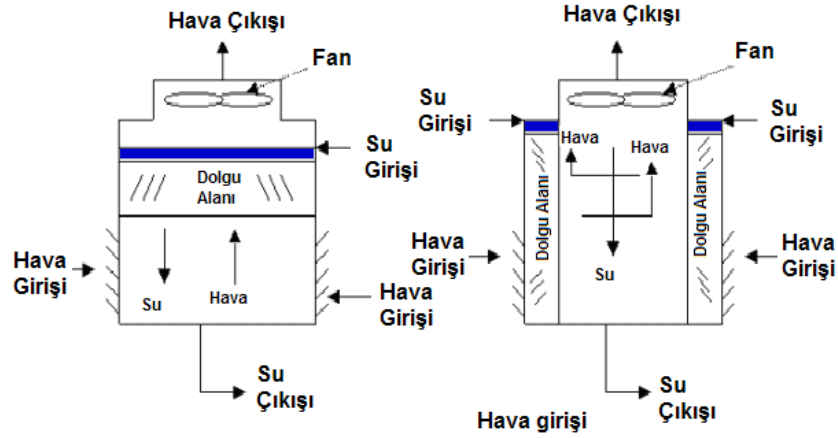 Hava Çıkışı
Fan
Su
Girişi
Dolgu
Alanı
Hava
Girişi
Su
Hava
Hava
Girişi
Su
Çıkışı
Hava Çıkışı
Fan
Su
Girişi
Su
Girişi
Hava
Hava
Dolgu Alanı
Dolgu Alanı
Hava
Girişi
Hava
Girişi
Su
Su
Çıkışı
Hava girişi